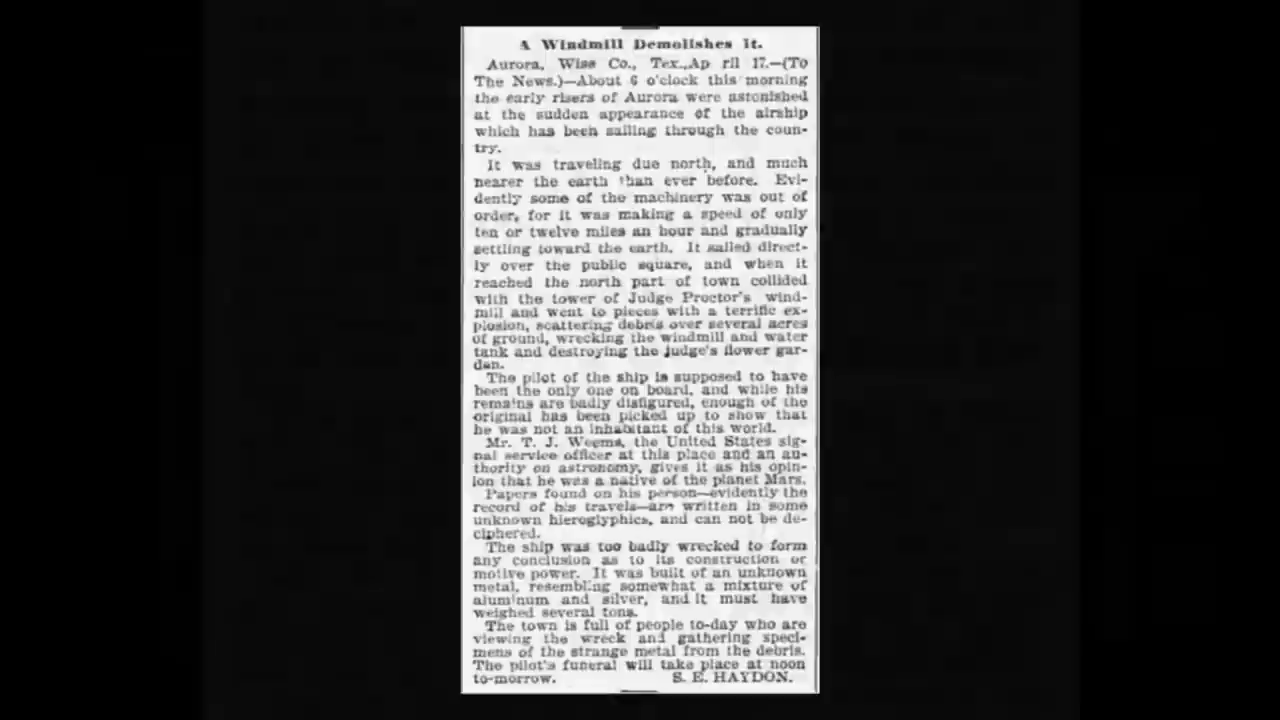 A Windmill Demolishes It.
Aurora, Wise Co., Tex.,Ap ril 17.—(To
The News.)—About 6 o'clock this morning
the early risers of Aurora were astonished
at the sudden appearance of the airship
which has been sailing through the coun-
try.
It was traveling due north, and much
nearer the earth than ever before. Evi-
dently some of the machinery was out of
order, for it was making a speed of only
ten or twelve miles an hour and gradually
settling toward the earth. It sailed direct-
ly over the public square, and when it
reached the north part of town collided
with the tower of Judge Proctor's wind-
mill and went to pieces with a terrific ex-
plosion, scattering debris over several acres
of ground, wrecking the windmill and water
tank and destroying the judge's flower gar-
den.
The pilot of the ship is supposed to have
been the only one on board, and while his
remains are badly disfigured, enough of the
original has been picked up to show that
he was not an inhabitant of this world.
Mr. T. J. Weems, the United States sig-
nal service officer at this place and an au-
thority on astronomy, gives it as his opin-
ion that he was a native of the planet Mars.
Papers found on his person—evidently the
record of his travels—are written in some
unknown hieroglyphics, and can not be de-
ciphered.
The ship was too badly wrecked to form
any conclusion as to its construction or
motive power. It was built of an unknown
metal, resembling somewhat a mixture of
aluminum and silver, and it must have
weighed several tons.
The town is full of people to-day who are
viewing the wreck and gathering speci-
mens of the strange metal from the debris.
The pilot's funeral will take place at noon
to-morrow. S. E. HAYDON.